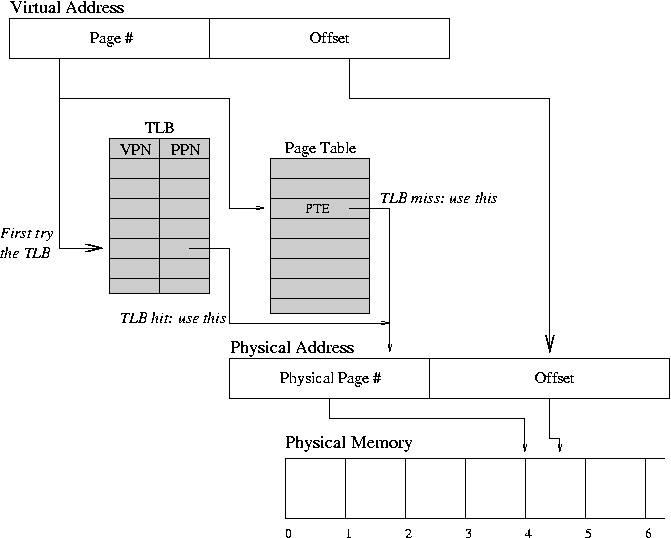 Virtual Address
Page #
Offset
TLB
VPN
PPN
Page Table
PTE
TLB miss: use this
First try
the TLB
TLB hit: use this
Physical Address
Physical Page #
Offset
Physical Memory
0
1
2
3
4
5
6